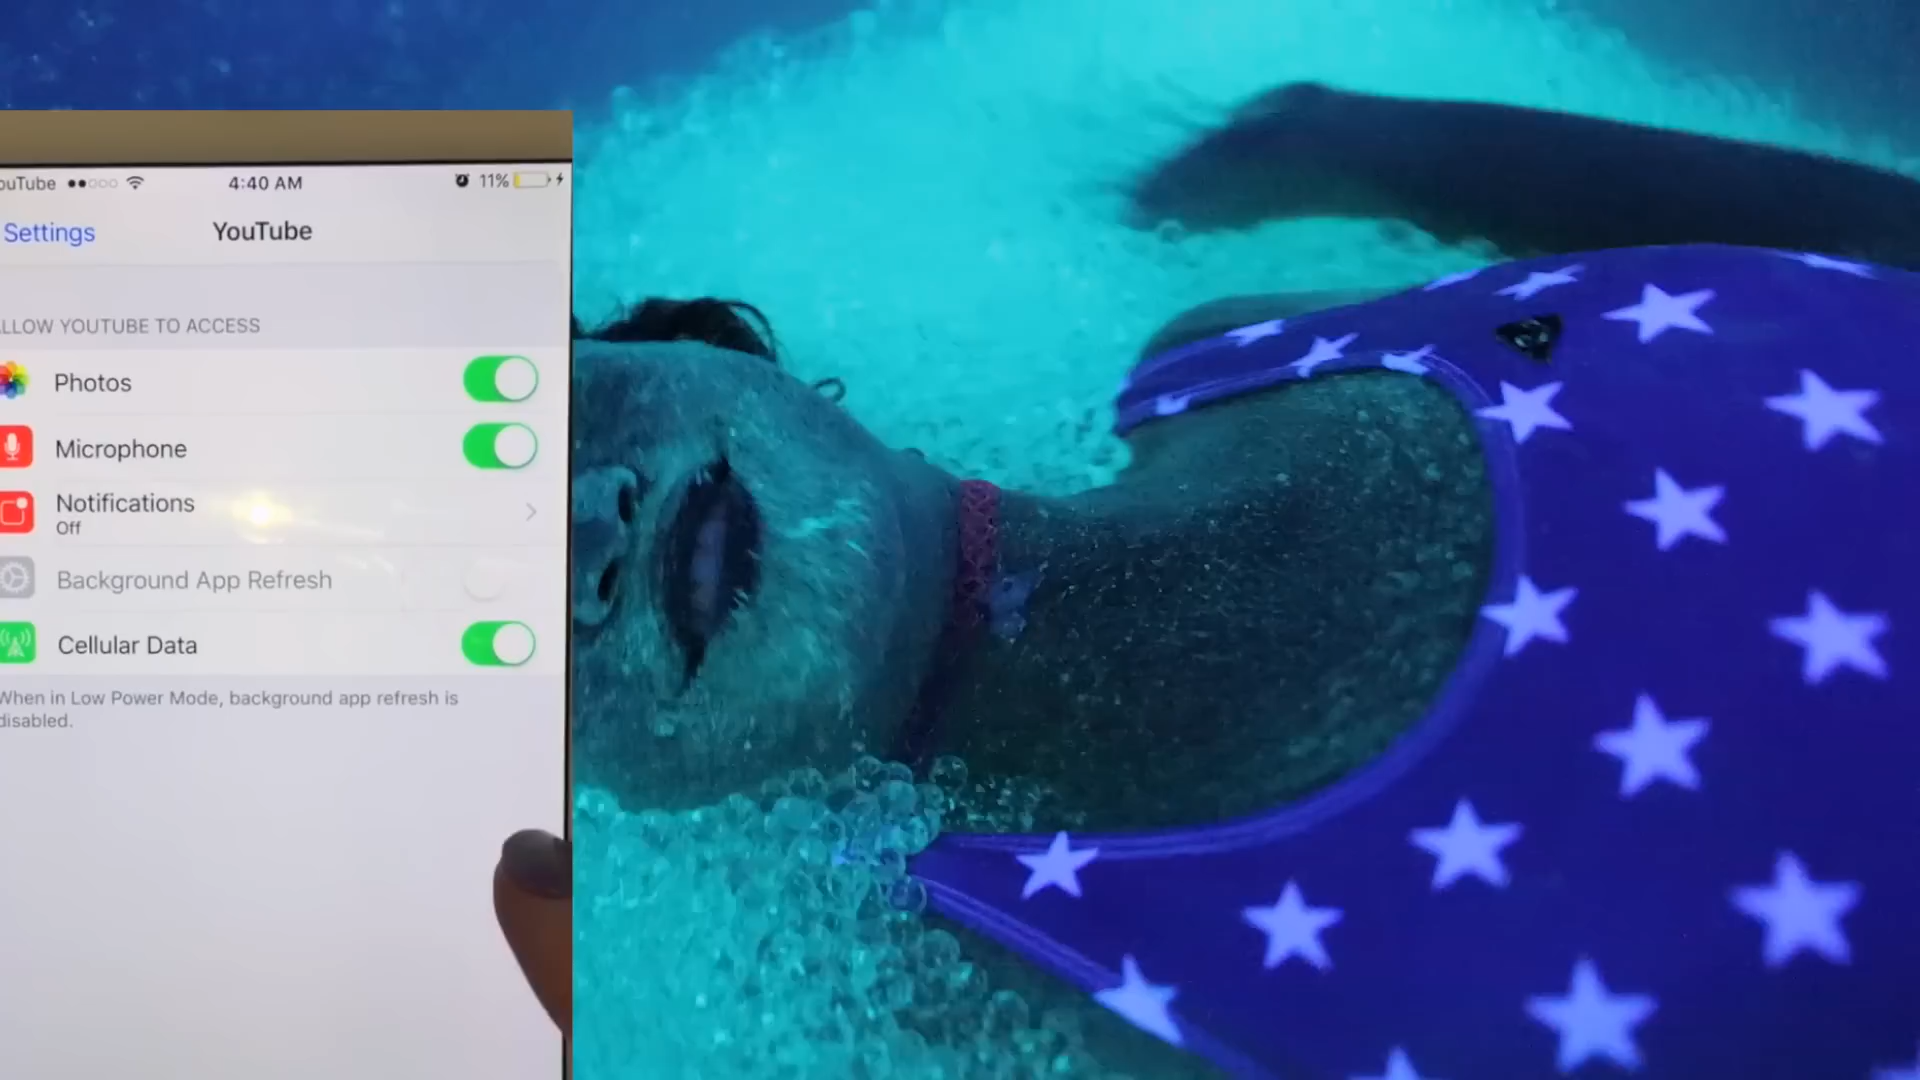 ouTube 4:40 AM 11%
Settings YouTube
LLOW YOUTUBE TO ACCESS
Photos
Microphone
Notifications
Off
Background App Refresh
Cellular Data
When in Low Power Mode, background app refresh is
disabled.